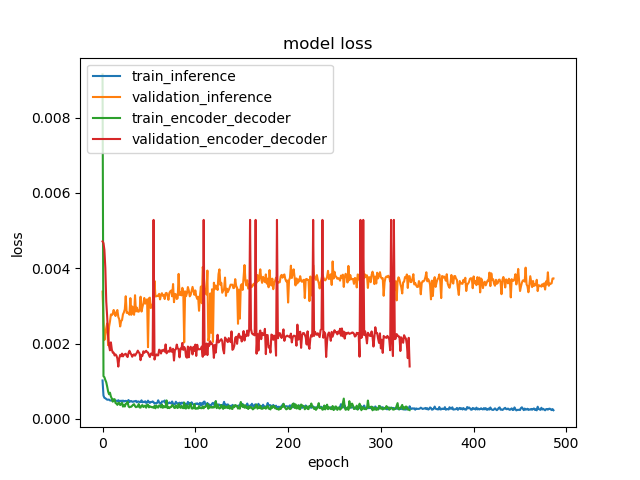 model loss
train_inference
validation_inference
train_encoder_decoder
validation_encoder_decoder
loss
0.008
0.006
0.004
0.002
0.000
0 100 200 300 400 500
epoch